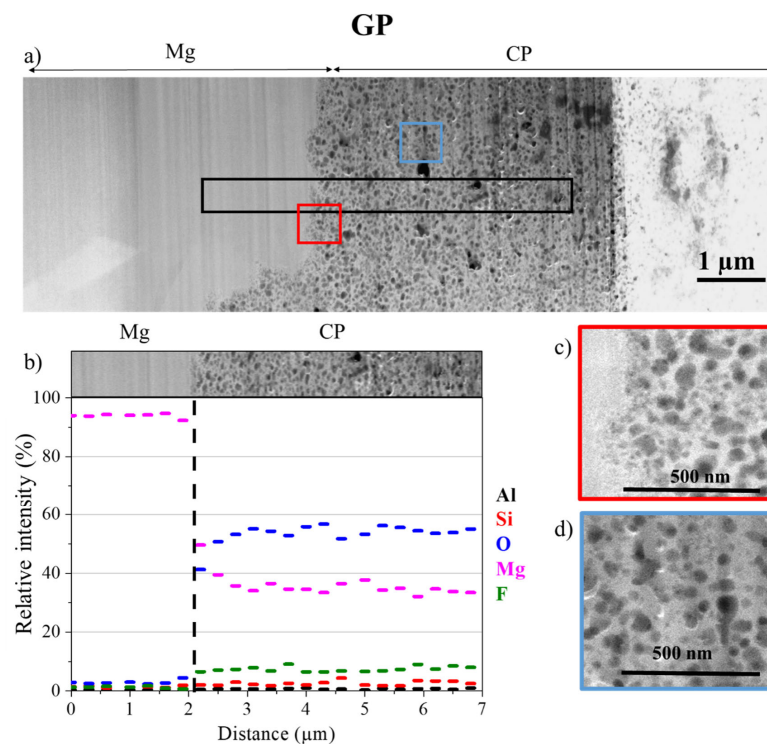 GP
Mg CP
a)
1 µm
Mg CP
b)
100
80
60
40
20
0
Relative intensity (%)
0 1 2 3 4 5 6 7
Distance (µm)
Al
Si
O
Mg
F
c)
500 nm
d)
500 nm